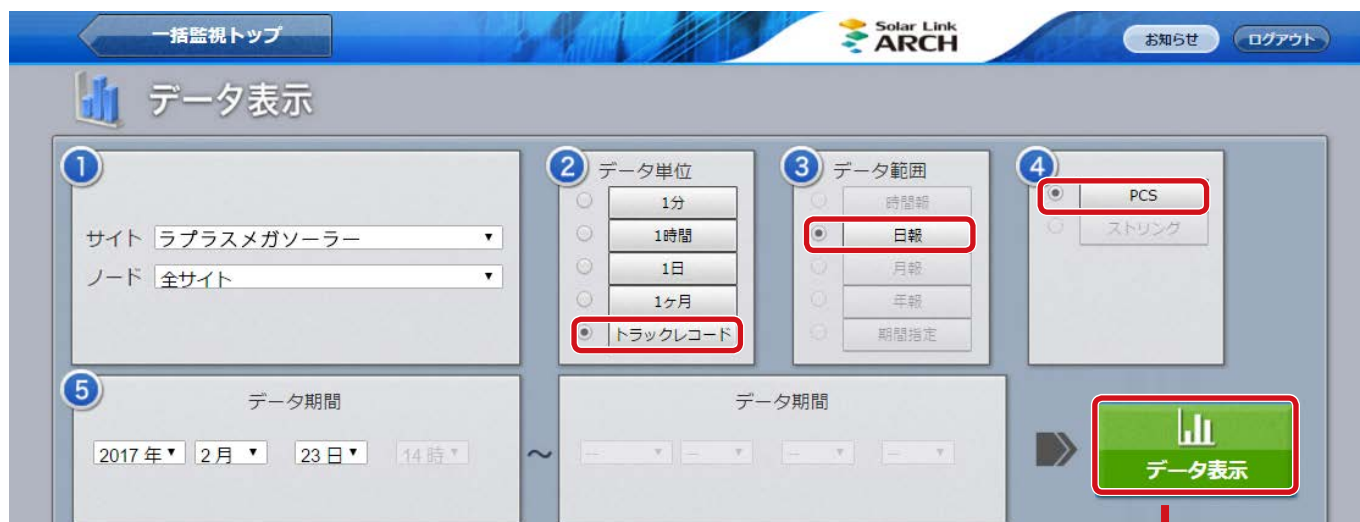 一括監視トップ
Solar Link
ARCH
お知らせ
ログアウト
データ表示
1
サイト ラプラスメガソーラー
ノード 全サイト
2 データ単位
1分
1時間
1日
1ヶ月
トラックレコード
3 データ範囲
時間報
日報
月報
年報
期間指定
4
PCS
ストリング
5
データ期間
2017 年 2 月 23 日 14 時
～
データ期間
-- -- -- --
データ表示